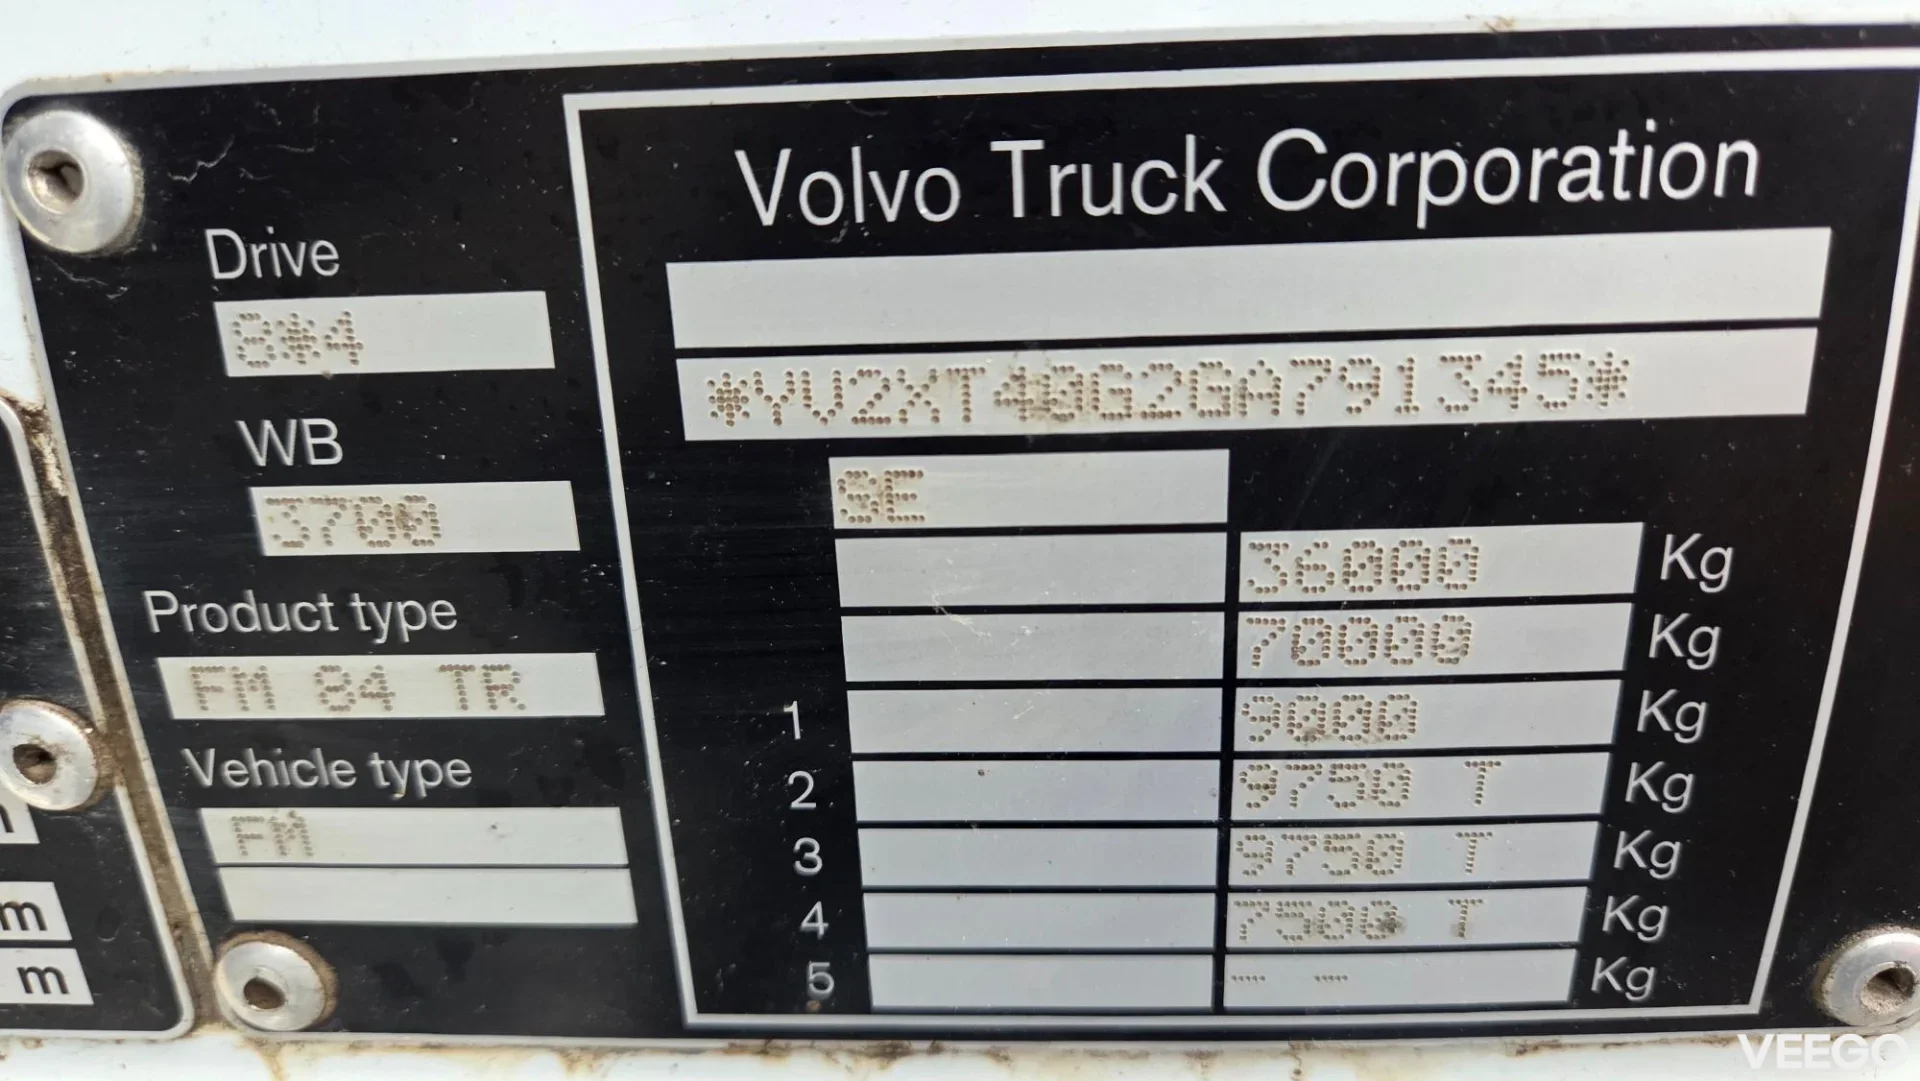 Volvo Truck Corporation
Drive
8*4
*YV2XT40G2GA791345*
WB
3700
SE
36000 Kg
70000 Kg
Product type
FM 84 TR
1 9000 Kg
2 9750 T Kg
Vehicle type
FM
3 9750 T Kg
4 7500 T Kg
5 -- -- Kg
m
m
VEEGO